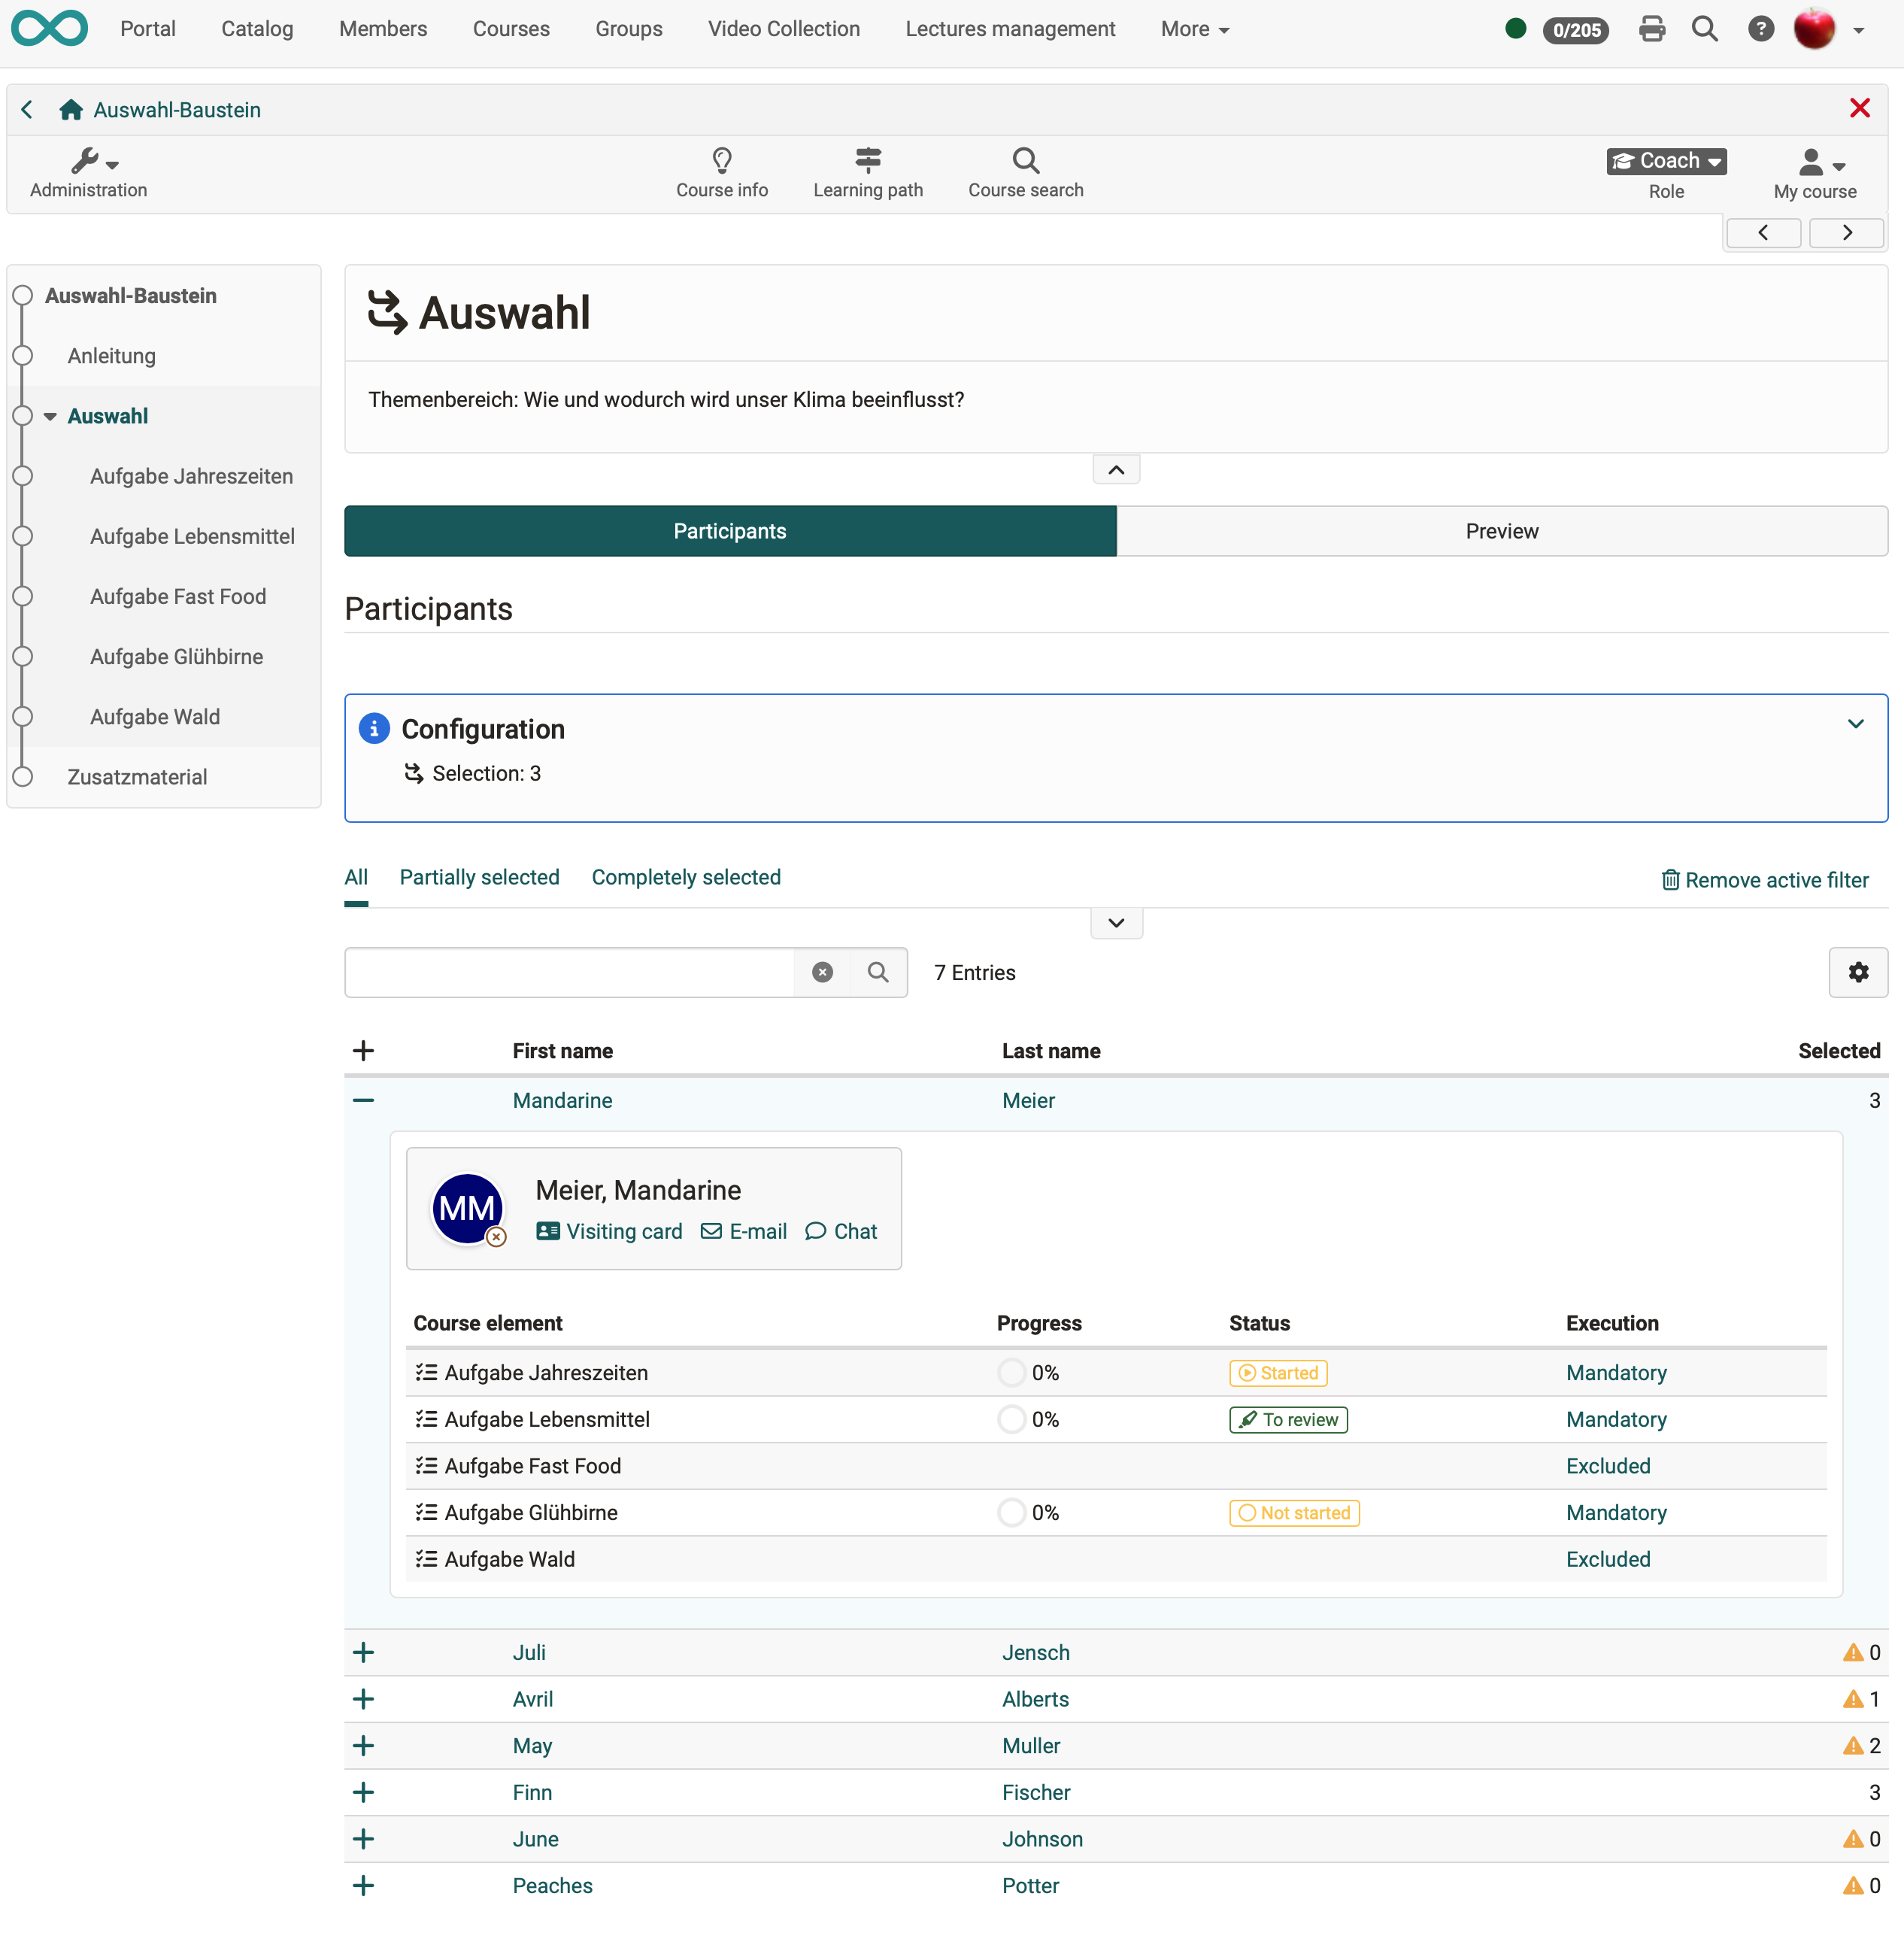 Portal Catalog Members Courses Groups Video Collection Lectures management More 0/205
Auswahl-Baustein
Administration Course info Learning path Course search Coach Role My course
Auswahl-Baustein
Anleitung
Auswahl
Aufgabe Jahreszeiten
Aufgabe Lebensmittel
Aufgabe Fast Food
Aufgabe Glühbirne
Aufgabe Wald
Zusatzmaterial
Auswahl
Themenbereich: Wie und wodurch wird unser Klima beeinflusst?
Participants Preview
Participants
Configuration
Selection: 3
All Partially selected Completely selected Remove active filter
7 Entries
First name Last name Selected
Mandarine Meier 3
MM
Meier, Mandarine
Visiting card E-mail Chat
Course element Progress Status Execution
Aufgabe Jahreszeiten 0% Started Mandatory
Aufgabe Lebensmittel 0% To review Mandatory
Aufgabe Fast Food Excluded
Aufgabe Glühbirne 0% Not started Mandatory
Aufgabe Wald Excluded
Juli Jensch 0
Avril Alberts 1
May Muller 2
Finn Fischer 3
June Johnson 0
Peaches Potter 0